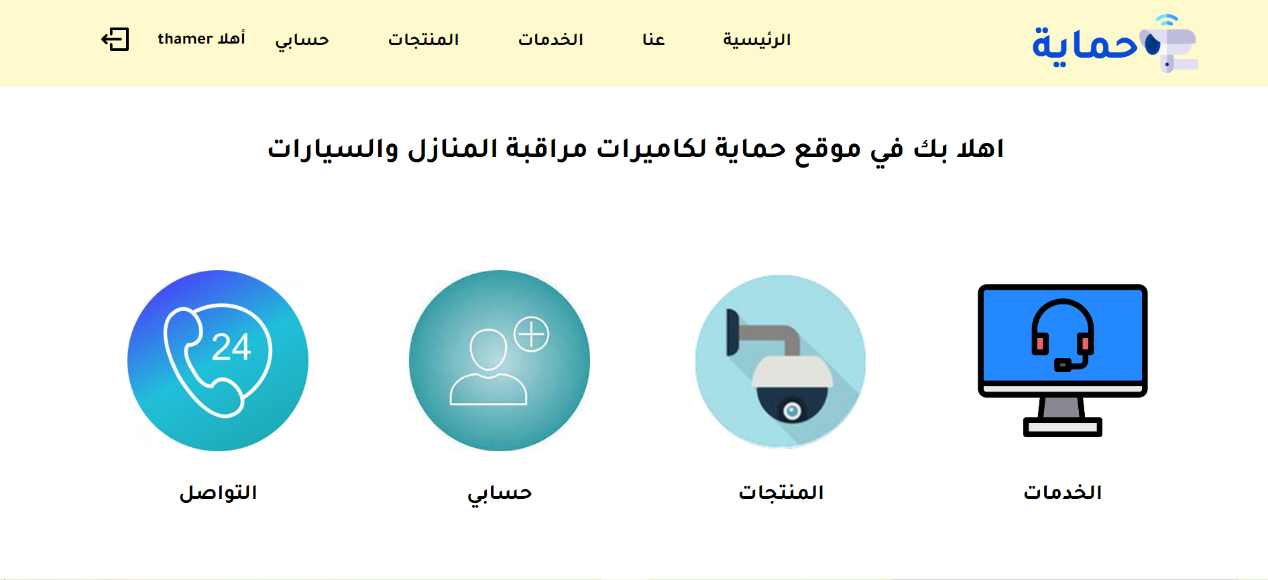 حماية
الرئيسية
عنا
الخدمات
المنتجات
حسابي
أهلا thamer
اهلا بك في موقع حماية لكاميرات مراقبة المنازل والسيارات
24
الخدمات
المنتجات
حسابي
التواصل